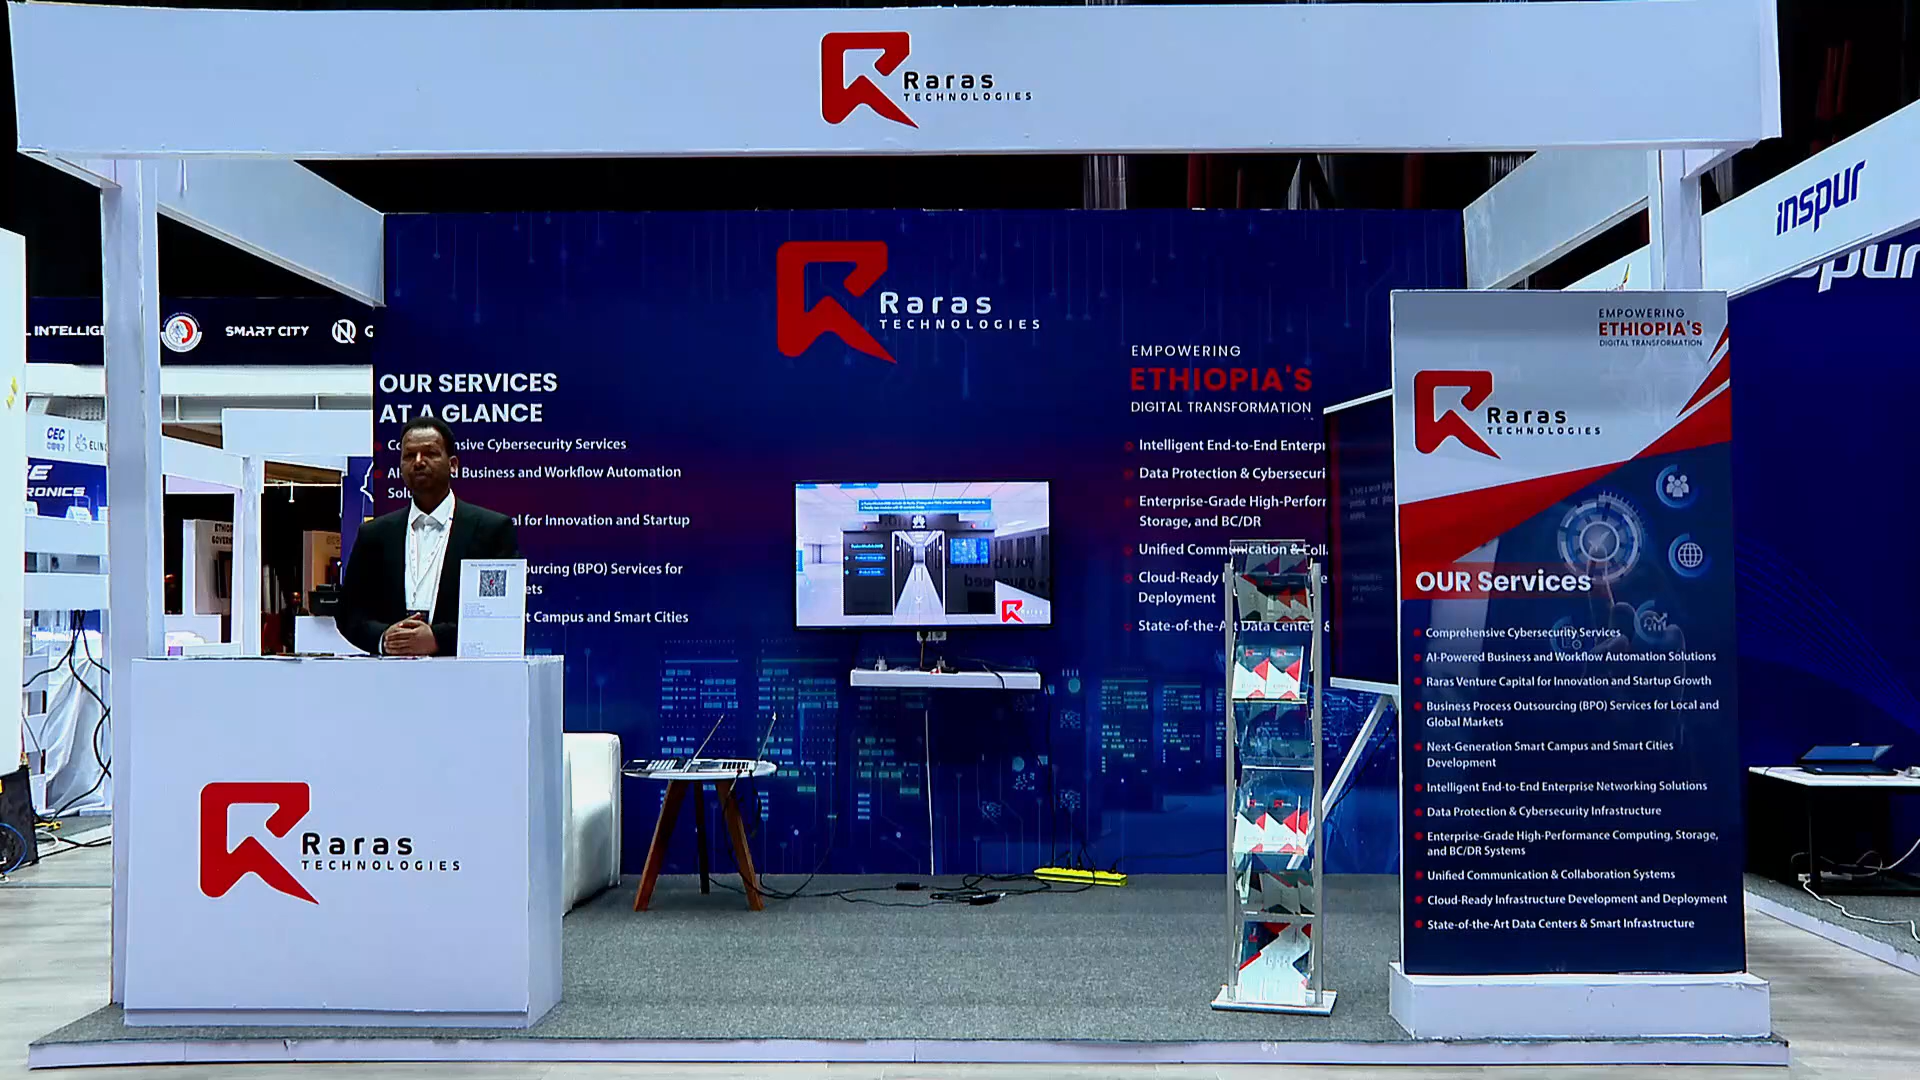 Raras
TECHNOLOGIES
inspur
SMART CITY
CEC
Raras
TECHNOLOGIES
OUR SERVICES
AT A GLANCE
Cybersecurity Services
Business and Workflow Automation
al for Innovation and Startup
(BPO) Services for
t Campus and Smart Cities
EMPOWERING
ETHIOPIA'S
DIGITAL TRANSFORMATION
Intelligent End-to-End
Data Protection &
Enterprise-Grade
Storage, and BC/DR
Unified Communication &
Cloud-Ready
Deployment
State-of-the-Art Data
EMPOWERING
ETHIOPIA'S
DIGITAL TRANSFORMATION
Raras
TECHNOLOGIES
OUR Services
Comprehensive Cybersecurity Services
AI-Powered Business and Workflow Automation Solutions
Raras Venture Capital for Innovation and Startup Growth
Business Process Outsourcing (BPO) Services for Local and
Global Markets
Next-Generation Smart Campus and Smart Cities
Development
Intelligent End-to-End Enterprise Networking Solutions
Data Protection & Cybersecurity Infrastructure
Enterprise-Grade High-Performance Computing, Storage,
and BC/DR Systems
Unified Communication & Collaboration Systems
Cloud-Ready Infrastructure Development and Deployment
State-of-the-Art Data Centers & Smart Infrastructure
Raras
TECHNOLOGIES